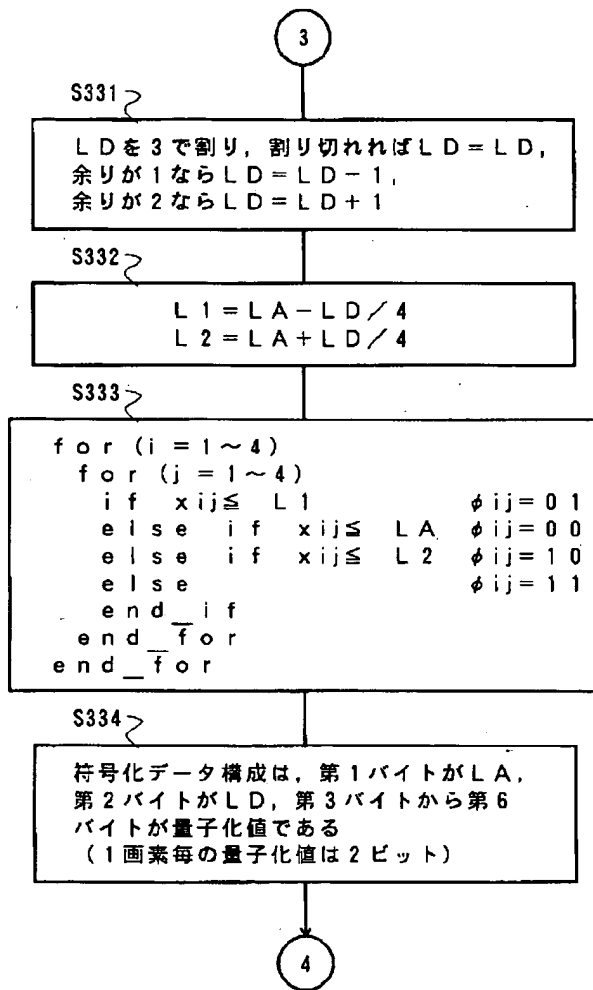 3
S331
LDを3で割り，割り切れればLD=LD，
余りが1ならLD=LD-1，
余りが2ならLD=LD+1
S332
L1=LA-LD/4
L2=LA+LD/4
S333
for (i = 1~4)
for (j = 1~4)
if xij≦ L1 φij=01
else if xij≦ LA φij=00
else if xij≦ L2 φij=10
else φij=11
end_if
end_for
end_for
S334
符号化データ構成は，第1バイトがLA，
第2バイトがLD，第3バイトから第6
バイトが量子化値である
(1画素毎の量子化値は2ビット)
4